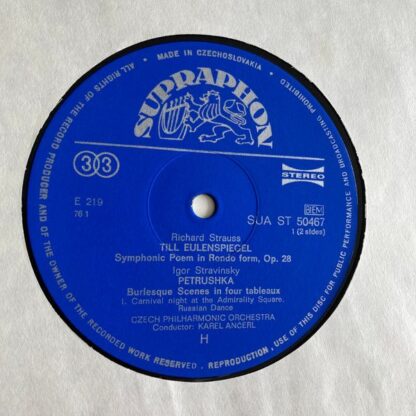 • MADE IN CZECHOSLOVAKIA •
ALL RIGHTS OF THE RECORD PRODUCER AND OF THE OWNER OF THE RECORDED WORK RESERVED. REPRODUCTION, USE OF THIS DISC FOR PUBLIC PERFORMANCE AND BROADCASTING PROHIBITED
SUPRAPHON
33
STEREO
E 219
76 1
GEM
SUA ST 50467
1 (2 sides)
Richard Strauss
TILL EULENSPIEGEL
Symphonic Poem in Rondo form, Op. 28
Igor Stravinsky
PETRUSHKA
Burlesque Scenes in four tableaux
I. Carnival night at the Admirality Square.
Russian Dance
CZECH PHILHARMONIC ORCHESTRA
Conductor: KAREL ANČERL
H